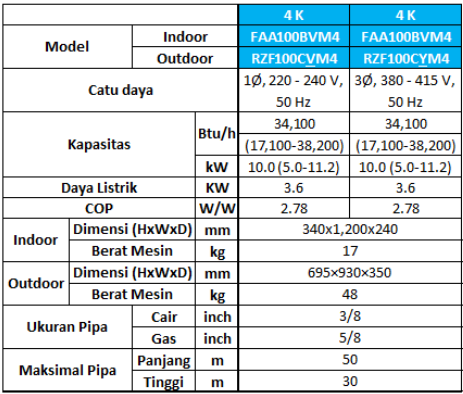 Model Indoor Outdoor
4 K 4 K
FAA100BVM4 FAA100BVM4
RZF100CVM4 RZF100CYM4
Catu daya 1Ø, 220 - 240 V, 50 Hz 3Ø, 380 - 415 V, 50 Hz
Kapasitas Btu/h 34,100 34,100
(17,100-38,200) (17,100-38,200)
kW 10.0 (5.0-11.2) 10.0 (5.0-11.2)
Daya Listrik KW 3.6 3.6
COP W/W 2.78 2.78
Indoor Dimensi (HxWxD) mm 340x1,200x240
Berat Mesin kg 17
Outdoor Dimensi (HxWxD) mm 695×930×350
Berat Mesin kg 48
Ukuran Pipa Cair inch 3/8
Gas inch 5/8
Maksimal Pipa Panjang m 50
Tinggi m 30